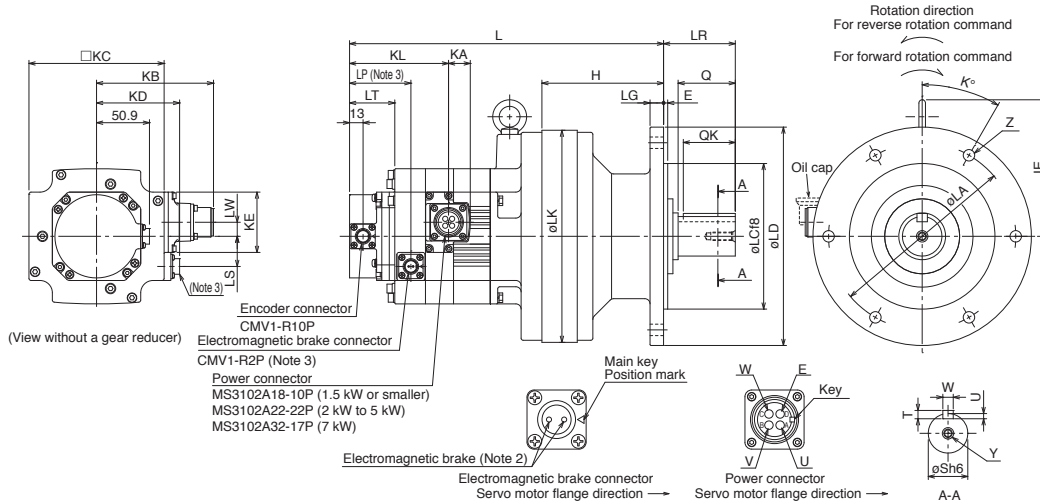 Rotation direction
For reverse rotation command
For forward rotation command
K°
Z
IE
Oil cap
øLA
L
LR
KL
KA
LP (Note 3)
H
Q
LT
LG
E
13
QK
A
A
øLK
øLCf8
øLD
□KC
KB
KD
50.9
LW
KE
LS
(Note 3)
(View without a gear reducer)
Encoder connector
CMV1-R10P
Electromagnetic brake connector
CMV1-R2P (Note 3)
Power connector
MS3102A18-10P (1.5 kW or smaller)
MS3102A22-22P (2 kW to 5 kW)
MS3102A32-17P (7 kW)
Main key
Position mark
Electromagnetic brake (Note 2)
Electromagnetic brake connector
Servo motor flange direction
W
E
Key
V
U
Power connector
Servo motor flange direction
W
U
T
Y
øSh6
A-A